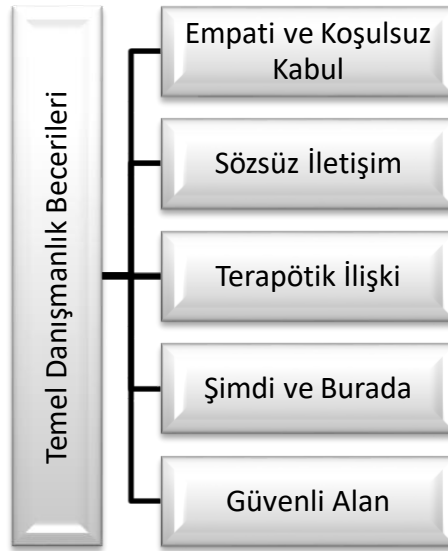 Temel Danışmanlık Becerileri
Empati ve Koşulsuz
Kabul
Sözsüz İletişim
Terapötik İlişki
Şimdi ve Burada
Güvenli Alan